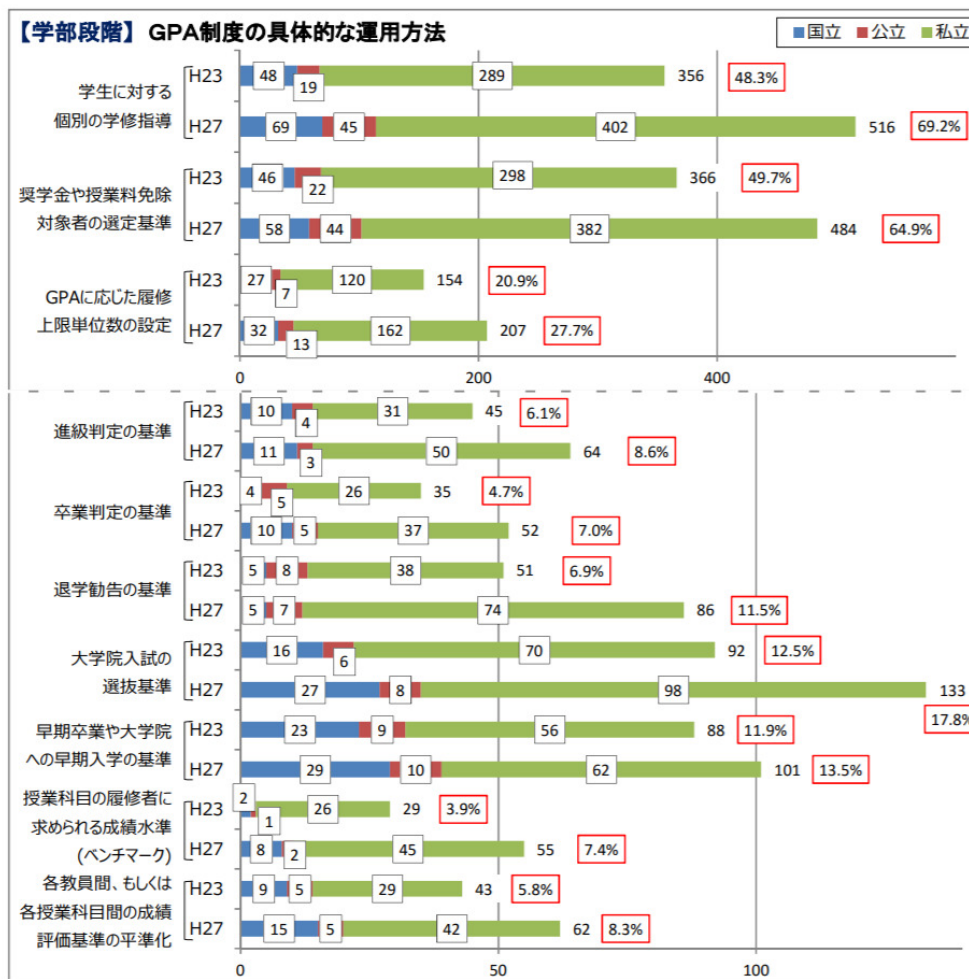 【学部段階】 GPA制度の具体的な運用方法
国立 公立 私立
学生に対する
個別の学修指導
H23 48 19 289 356 48.3%
H27 69 45 402 516 69.2%
奨学金や授業料免除
対象者の選定基準
H23 46 22 298 366 49.7%
H27 58 44 382 484 64.9%
GPAに応じた履修
上限単位数の設定
H23 27 7 120 154 20.9%
H27 32 13 162 207 27.7%
0 200 400
進級判定の基準
H23 10 4 31 45 6.1%
H27 11 3 50 64 8.6%
卒業判定の基準
H23 4 5 26 35 4.7%
H27 10 5 37 52 7.0%
退学勧告の基準
H23 5 8 38 51 6.9%
H27 5 7 74 86 11.5%
大学院入試の
選抜基準
H23 16 6 70 92 12.5%
H27 27 8 98 133 17.8%
早期卒業や大学院
への早期入学の基準
H23 23 9 56 88 11.9%
H27 29 10 62 101 13.5%
授業科目の履修者に
求められる成績水準
(ベンチマーク)
H23 2 1 26 29 3.9%
H27 8 2 45 55 7.4%
各教員間、もしくは
各授業科目間の成績
評価基準の平準化
H23 9 5 29 43 5.8%
H27 15 5 42 62 8.3%
0 50 100